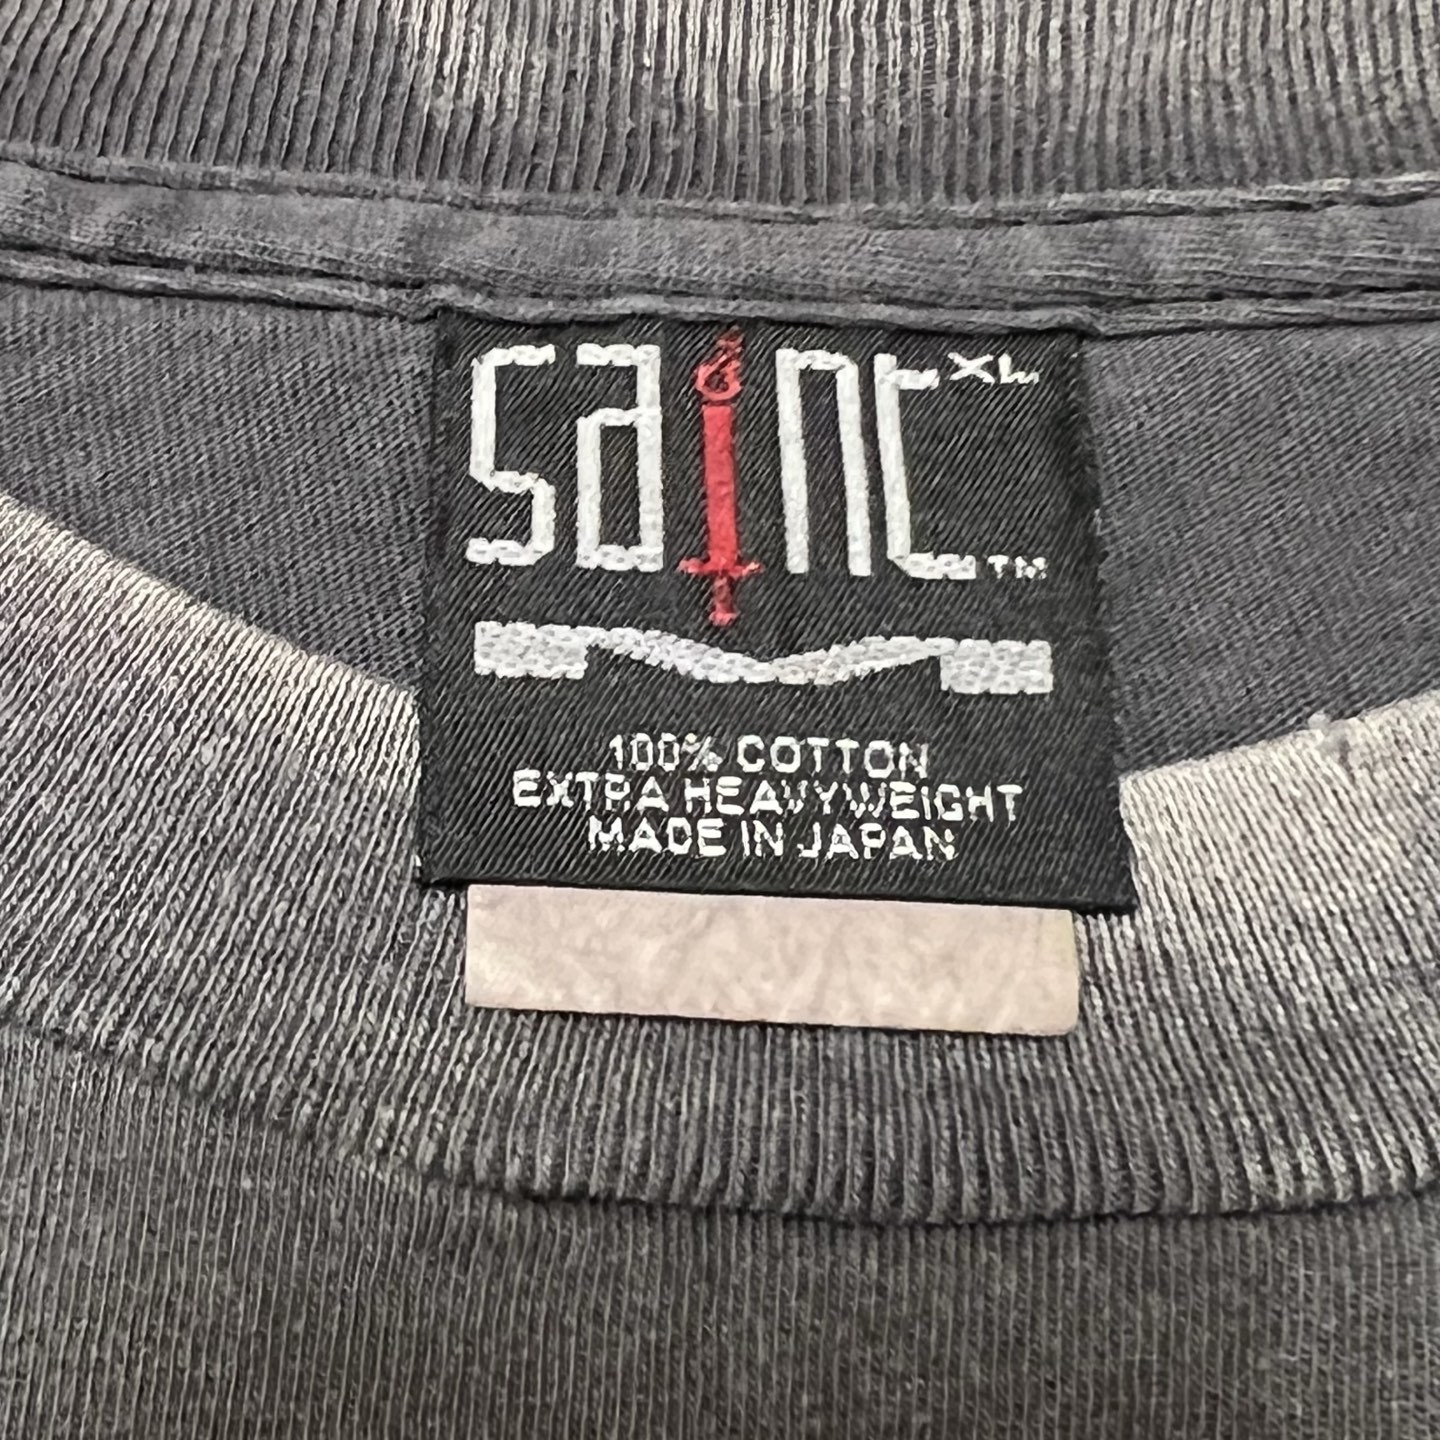 saint XL
TM
100% COTTON
EXTRA HEAVYWEIGHT
MADE IN JAPAN